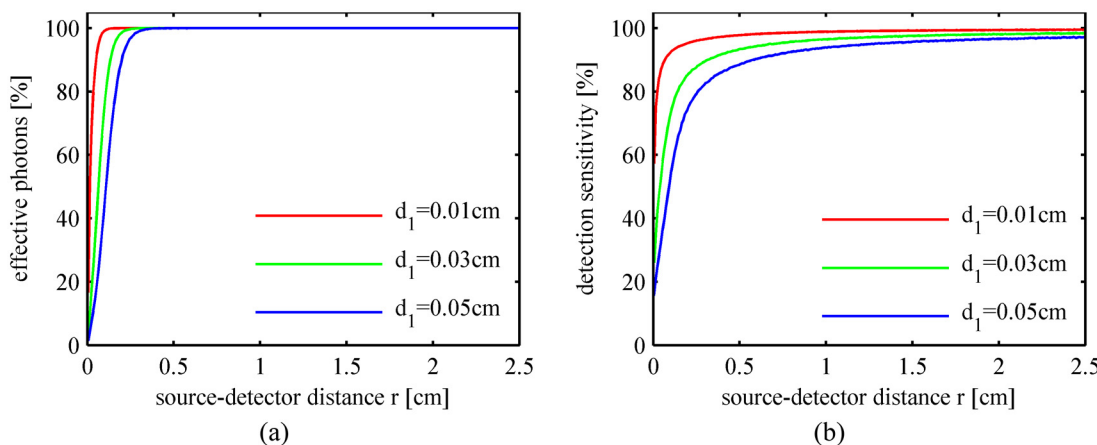 100
80
60
40
20
0
effective photons [%]
d1=0.01cm
d1=0.03cm
d1=0.05cm
0 0.5 1 1.5 2 2.5
source-detector distance r [cm]
(a)
100
80
60
40
20
0
detection sensitivity [%]
d1=0.01cm
d1=0.03cm
d1=0.05cm
0 0.5 1 1.5 2 2.5
source-detector distance r [cm]
(b)